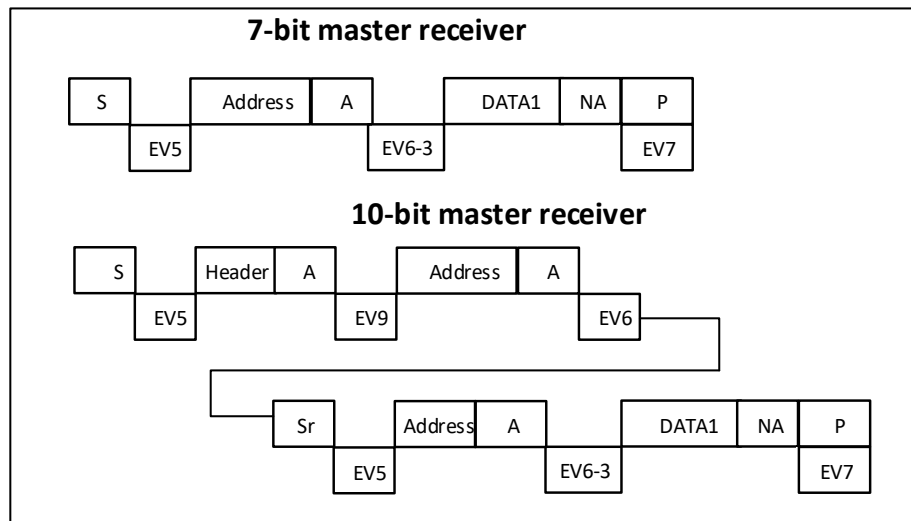 7-bit master receiver
S Address A DATA1 NA P
EV5 EV6-3 EV7
10-bit master receiver
S Header A Address A
EV5 EV9 EV6
Sr Address A DATA1 NA P
EV5 EV6-3 EV7